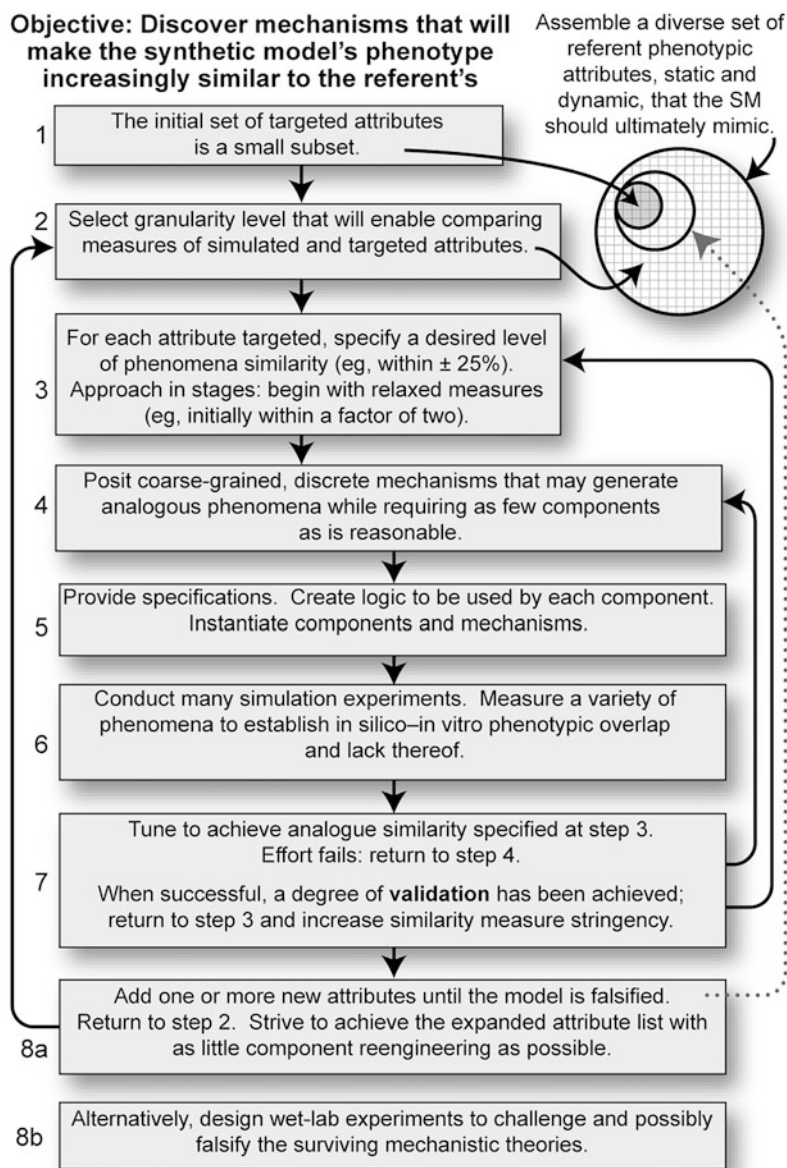 Objective: Discover mechanisms that will
make the synthetic model's phenotype
increasingly similar to the referent's
Assemble a diverse set of
referent phenotypic
attributes, static and
dynamic, that the SM
should ultimately mimic.
1
The initial set of targeted attributes
is a small subset.
2
Select granularity level that will enable comparing
measures of simulated and targeted attributes.
3
For each attribute targeted, specify a desired level
of phenomena similarity (eg, within ± 25%).
Approach in stages: begin with relaxed measures
(eg, initially within a factor of two).
4
Posit coarse-grained, discrete mechanisms that may generate
analogous phenomena while requiring as few components
as is reasonable.
5
Provide specifications. Create logic to be used by each component.
Instantiate components and mechanisms.
6
Conduct many simulation experiments. Measure a variety of
phenomena to establish in silico–in vitro phenotypic overlap
and lack thereof.
7
Tune to achieve analogue similarity specified at step 3.
Effort fails: return to step 4.
When successful, a degree of validation has been achieved;
return to step 3 and increase similarity measure stringency.
8a
Add one or more new attributes until the model is falsified.
Return to step 2. Strive to achieve the expanded attribute list with
as little component reengineering as possible.
8b
Alternatively, design wet-lab experiments to challenge and possibly
falsify the surviving mechanistic theories.